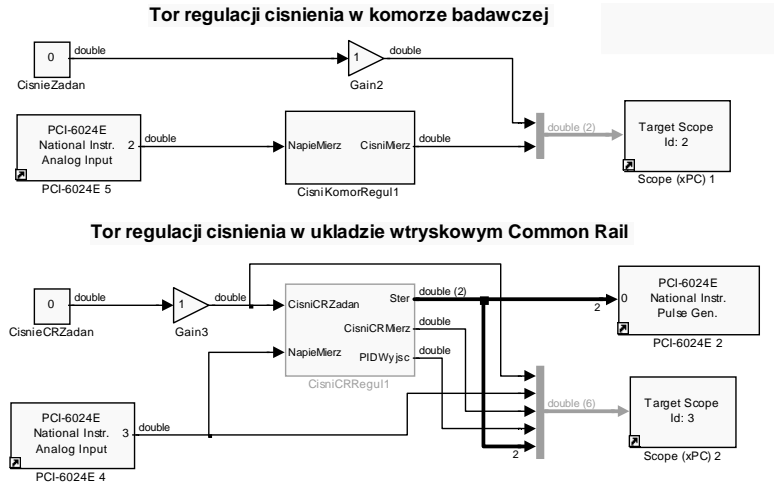 Tor regulacji cisnienia w komorze badawczej
0
double
CisnieZadan
1
Gain2
PCI-6024E
National Instr.
Analog Input
2
double
PCI-6024E 5
NapieMierz
CisniMierz
CisniKomorRegul1
double
double (2)
Target Scope
Id: 2
Scope (xPC) 1
Tor regulacji cisnienia w ukladzie wtryskowym Common Rail
0
double
CisnieCRZadan
1
double
Gain3
CisniCRZadan
NapieMierz
Ster
CisniCRMierz
PIDWyjsc
CisniCRRegul1
double (2)
double
double
2
0
PCI-6024E
National Instr.
Pulse Gen.
PCI-6024E 2
PCI-6024E
National Instr.
Analog Input
3
double
PCI-6024E 4
2
double (6)
Target Scope
Id: 3
Scope (xPC) 2